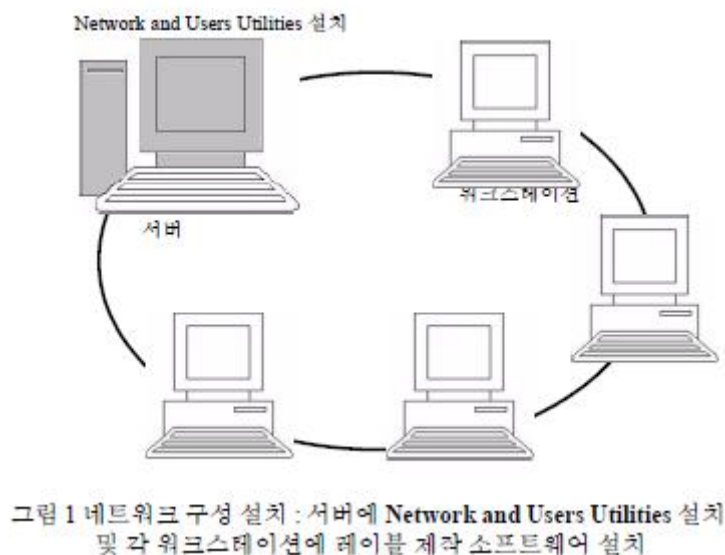 Network and Users Utilities 설치
워크스테이션
서버
그림 1 네트워크 구성 설치 : 서버에 Network and Users Utilities 설치
및 각 워크스테이션에 레이블 제작 소프트웨어 설치